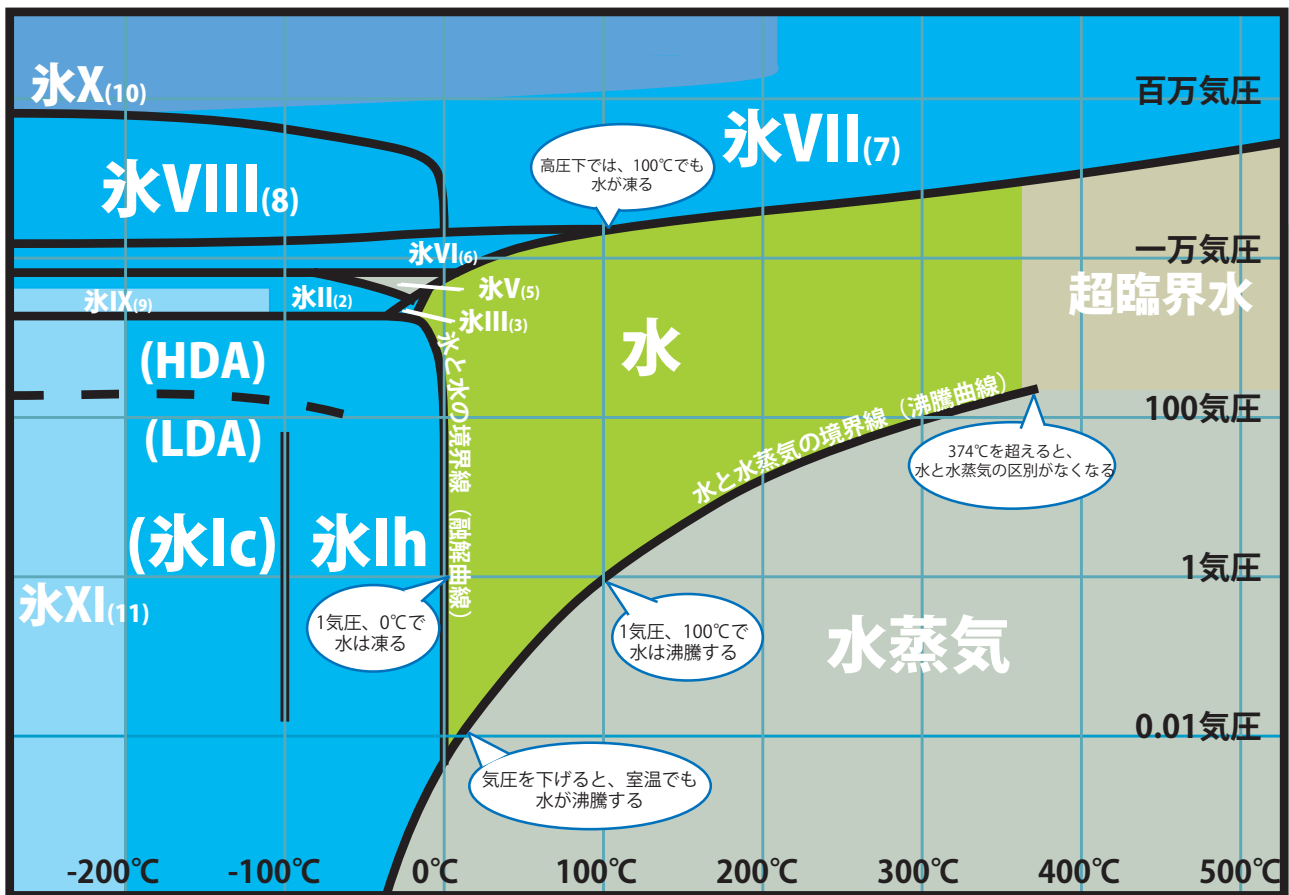 氷X(10)
百万気圧
氷VII(7)
高圧下では、100℃でも
水が凍る
氷VIII(8)
氷VI(6)
一万気圧
氷IX(9)
氷II(2)
氷V(5)
超臨界水
氷III(3)
水
(HDA)
氷と水の境界線（融解曲線）
水と水蒸気の境界線（沸騰曲線）
100気圧
(LDA)
374℃を超えると、
水と水蒸気の区別がなくなる
(氷Ic)
氷Ih
1気圧
氷XI(11)
1気圧、0℃で
水は凍る
1気圧、100℃で
水は沸騰する
水蒸気
0.01気圧
気圧を下げると、室温でも
水が沸騰する
-200℃
-100℃
0℃
100℃
200℃
300℃
400℃
500℃